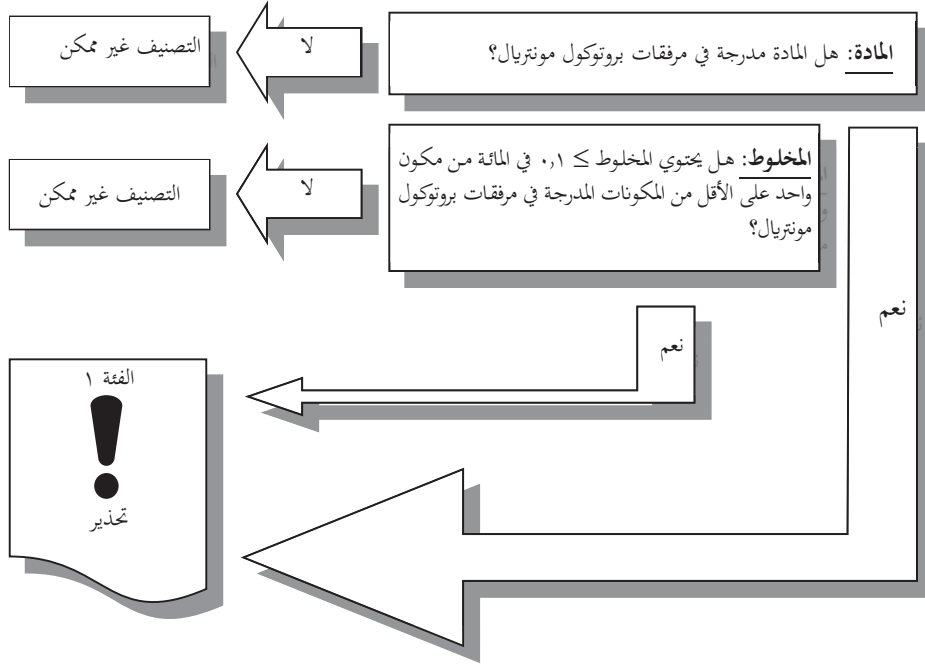 المادة: هل المادة مدرجة في مرفقات بروتوكول مونتريال؟
لا
التصنيف غير ممكن
المخلوط: هل يحتوي المخلوط ≥ ٠,١ في المائة من مكون
واحد على الأقل من المكونات المدرجة في مرفقات بروتوكول
مونتريال؟
لا
التصنيف غير ممكن
نعم
نعم
الفئة ١
تحذير